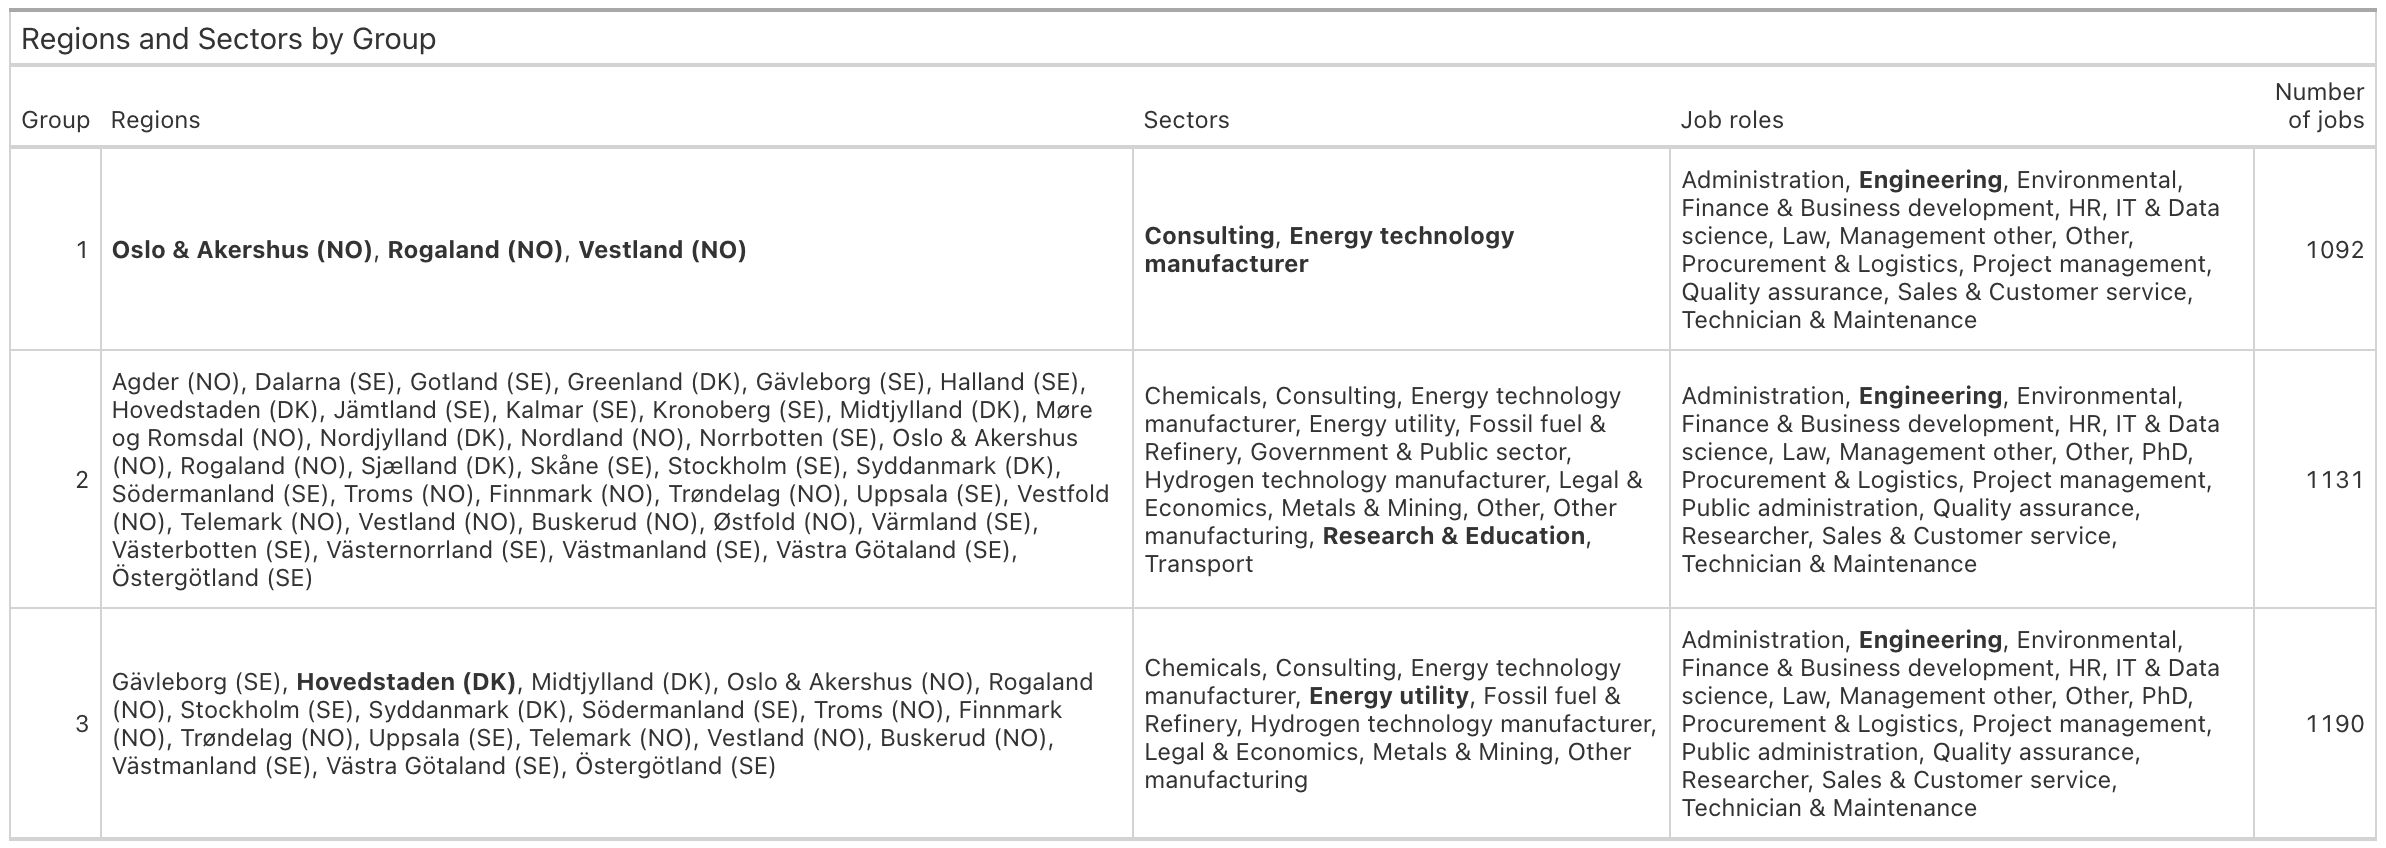 Regions and Sectors by Group
Group Regions Sectors Job roles Number of jobs
1
Oslo & Akershus (NO), Rogaland (NO), Vestland (NO)
Consulting, Energy technology
manufacturer
Administration, Engineering, Environmental,
Finance & Business development, HR, IT & Data
science, Law, Management other, Other,
Procurement & Logistics, Project management,
Quality assurance, Sales & Customer service,
Technician & Maintenance
1092
2
Agder (NO), Dalarna (SE), Gotland (SE), Greenland (DK), Gävleborg (SE), Halland (SE),
Hovedstaden (DK), Jämtland (SE), Kalmar (SE), Kronoberg (SE), Midtjylland (DK), Møre
og Romsdal (NO), Nordjylland (DK), Nordland (NO), Norrbotten (SE), Oslo & Akershus
(NO), Rogaland (NO), Sjælland (DK), Skåne (SE), Stockholm (SE), Syddanmark (DK),
Södermanland (SE), Troms (NO), Finnmark (NO), Trøndelag (NO), Uppsala (SE), Vestfold
(NO), Telemark (NO), Vestland (NO), Buskerud (NO), Østfold (NO), Värmland (SE),
Västerbotten (SE), Västernorrland (SE), Västmanland (SE), Västra Götaland (SE),
Östergötland (SE)
Chemicals, Consulting, Energy technology
manufacturer, Energy utility, Fossil fuel &
Refinery, Government & Public sector,
Hydrogen technology manufacturer, Legal &
Economics, Metals & Mining, Other, Other
manufacturing, Research & Education,
Transport
Administration, Engineering, Environmental,
Finance & Business development, HR, IT & Data
science, Law, Management other, Other, PhD,
Procurement & Logistics, Project management,
Public administration, Quality assurance,
Researcher, Sales & Customer service,
Technician & Maintenance
1131
3
Gävleborg (SE), Hovedstaden (DK), Midtjylland (DK), Oslo & Akershus (NO), Rogaland
(NO), Stockholm (SE), Syddanmark (DK), Södermanland (SE), Troms (NO), Finnmark
(NO), Trøndelag (NO), Uppsala (SE), Telemark (NO), Vestland (NO), Buskerud (NO),
Västmanland (SE), Västra Götaland (SE), Östergötland (SE)
Chemicals, Consulting, Energy technology
manufacturer, Energy utility, Fossil fuel &
Refinery, Hydrogen technology manufacturer,
Legal & Economics, Metals & Mining, Other
manufacturing
Administration, Engineering, Environmental,
Finance & Business development, HR, IT & Data
science, Law, Management other, Other, PhD,
Procurement & Logistics, Project management,
Public administration, Quality assurance,
Researcher, Sales & Customer service,
Technician & Maintenance
1190